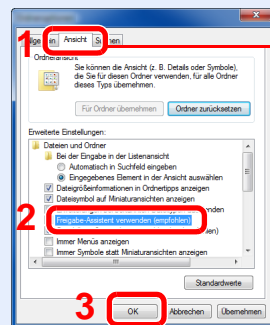 1
Ansicht
Ordneransicht
Sie können die Ansicht (z. B. Details oder Symbole),
die Sie für diesen Ordner verwenden, für alle Ordner
dieses Typs übernehmen.
Für Ordner übernehmen Ordner zurücksetzen
Erweiterte Einstellungen:
Dateien und Ordner
Bei der Eingabe in der Listenansicht
Automatisch in Suchfeld eingeben
Eingegebenes Element in der Ansicht auswählen
Dateigrößeinformationen in Ordnertipps anzeigen
Dateisymbol auf Miniaturansichten anzeigen
2
Freigabe-Assistent verwenden (empfohlen)
Immer Menüs anzeigen
Immer Symbole statt Miniaturansichten anzeigen
Standardwerte
3
OK Abbrechen Übernehmen